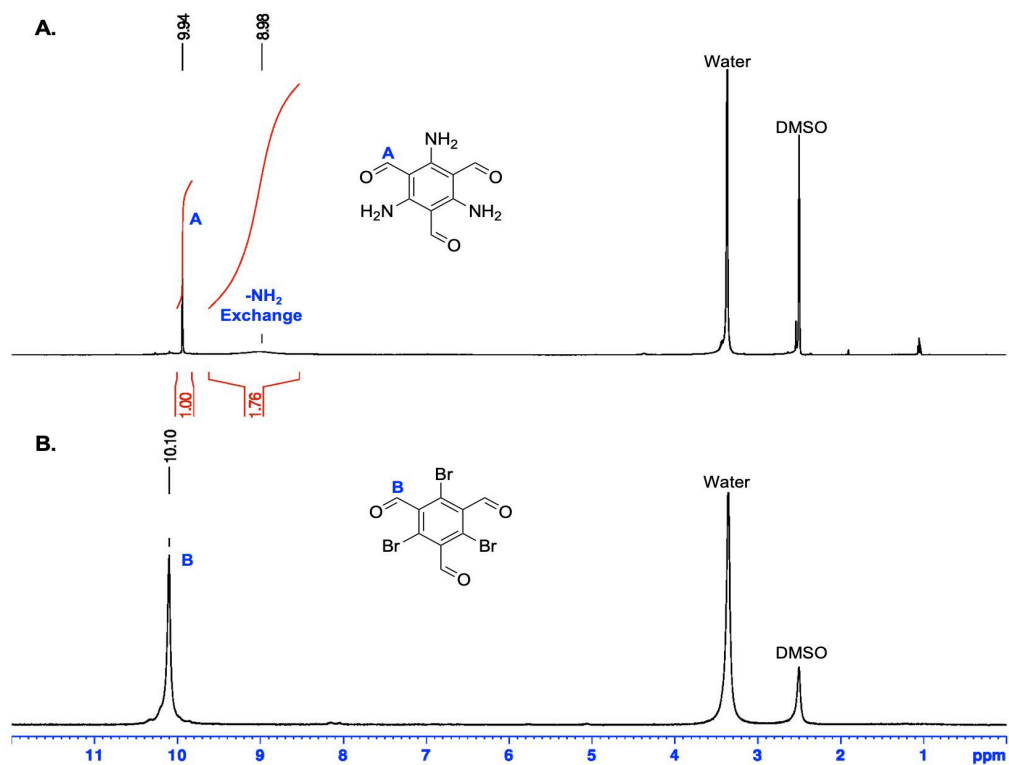 A.
9.94
8.98
Water
DMSO
NH₂
A
O
O
H₂N
NH₂
O
A
-NH₂
Exchange
1.00
1.76
B.
10.10
Br
B
O
O
Br
Br
O
Water
B
DMSO
11 10 9 8 7 6 5 4 3 2 1 ppm